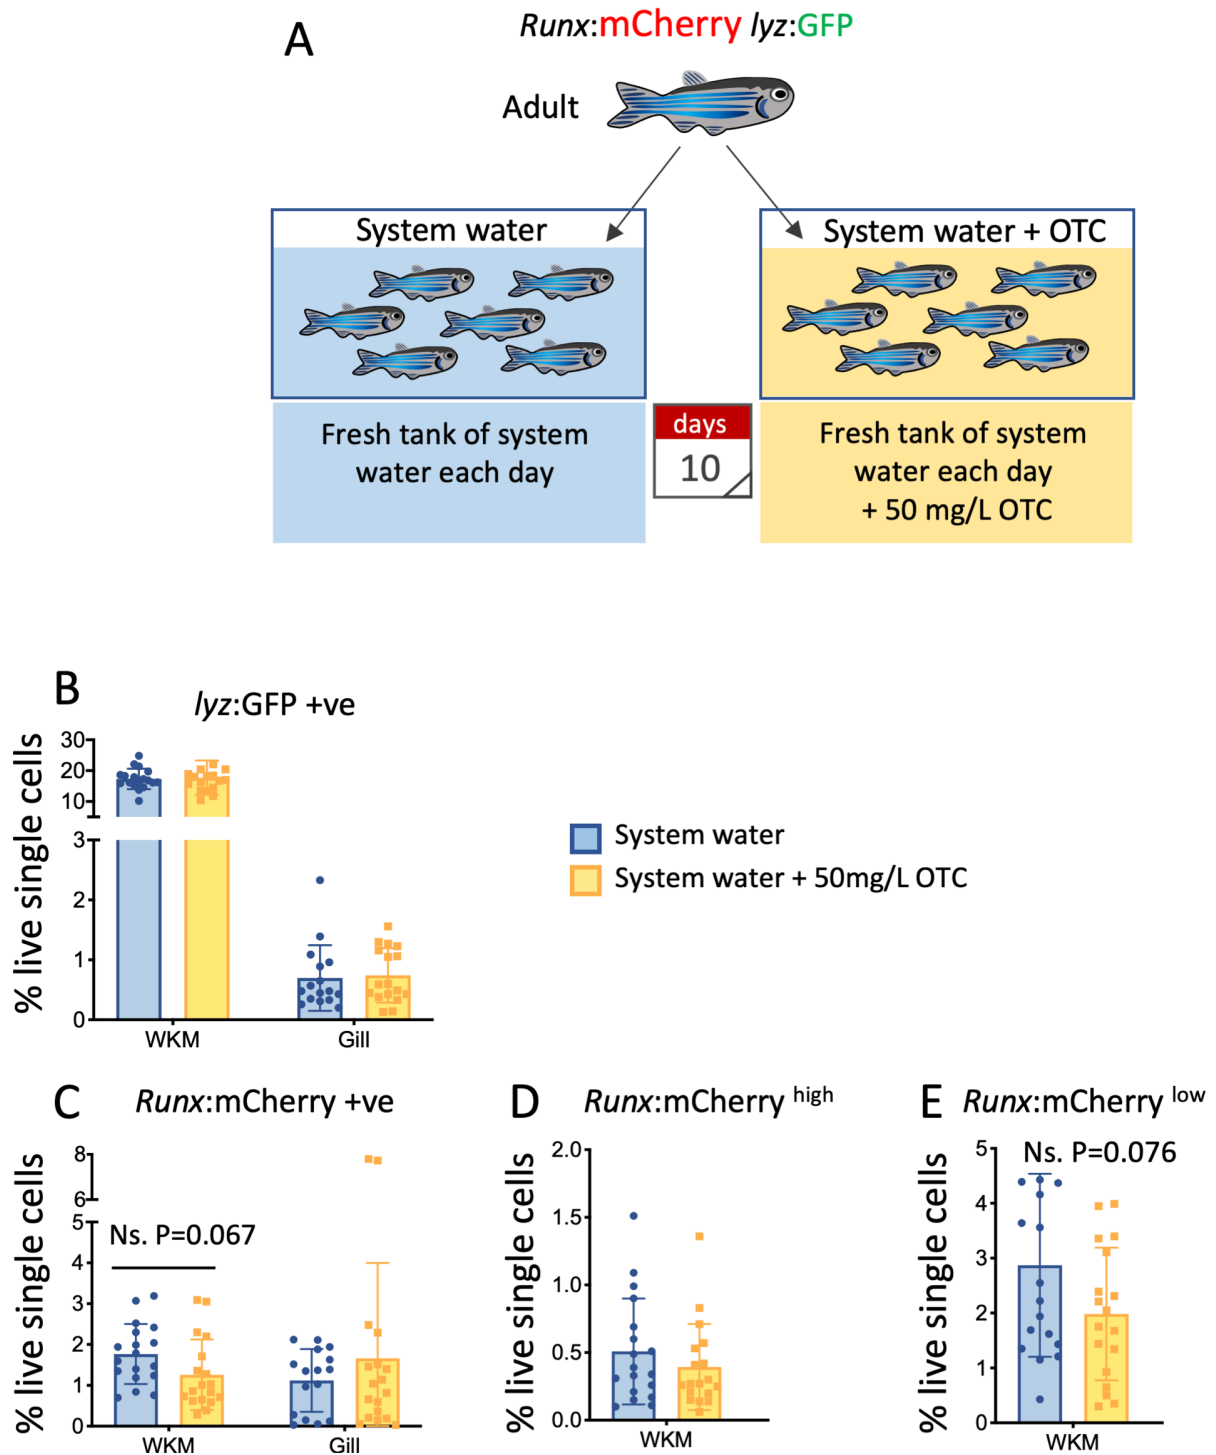 A
Runx:mCherry lyz:GFP
Adult
System water
System water + OTC
Fresh tank of system
water each day
days
10
Fresh tank of system
water each day
+ 50 mg/L OTC
B
lyz:GFP +ve
% live single cells
30
20
10
3
2
1
0
WKM
Gill
System water
System water + 50mg/L OTC
C
Runx:mCherry +ve
% live single cells
8
6
5
4
3
2
1
0
Ns. P=0.067
WKM
Gill
D
Runx:mCherry high
% live single cells
2.0
1.5
1.0
0.5
0.0
WKM
E
Runx:mCherry low
% live single cells
5
4
3
2
1
0
Ns. P=0.076
WKM